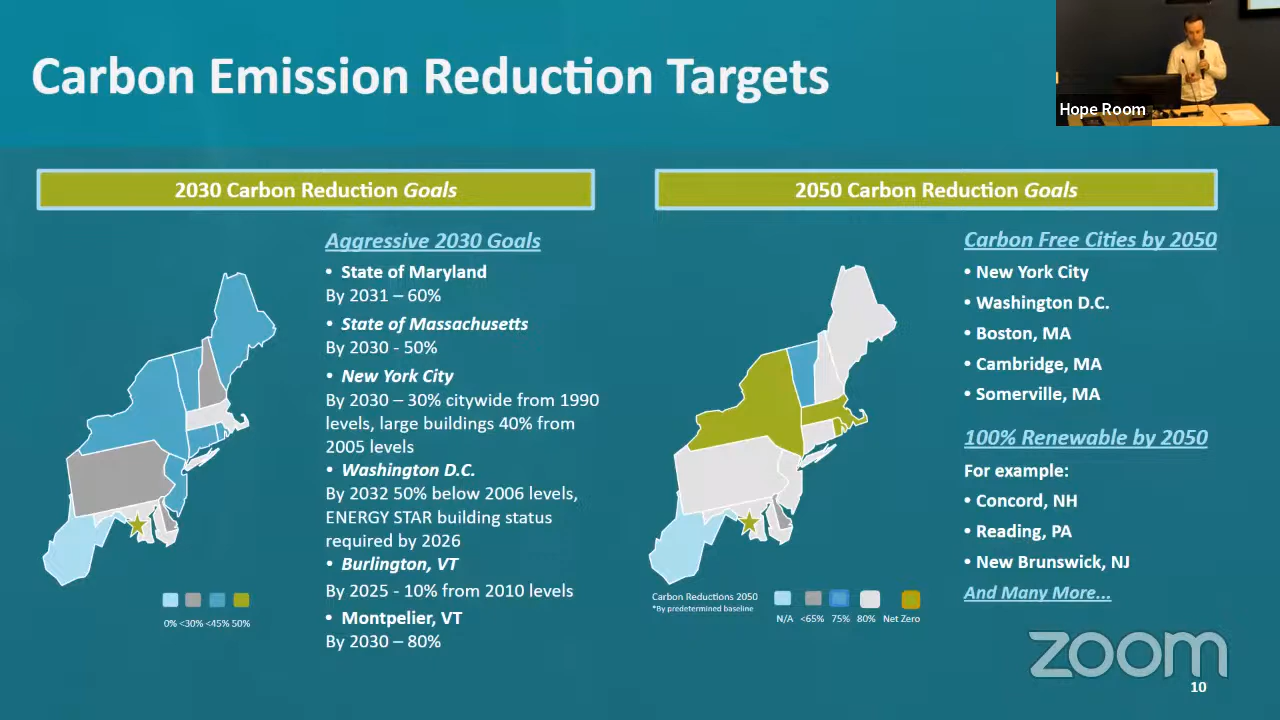 Carbon Emission Reduction Targets
Hope Room
2030 Carbon Reduction Goals
Aggressive 2030 Goals
• State of Maryland
By 2031 – 60%
• State of Massachusetts
By 2030 - 50%
• New York City
By 2030 – 30% citywide from 1990
levels, large buildings 40% from
2005 levels
• Washington D.C.
By 2032 50% below 2006 levels,
ENERGY STAR building status
required by 2026
• Burlington, VT
By 2025 - 10% from 2010 levels
• Montpelier, VT
By 2030 – 80%
0% <30% <45% 50%
2050 Carbon Reduction Goals
Carbon Free Cities by 2050
• New York City
• Washington D.C.
• Boston, MA
• Cambridge, MA
• Somerville, MA
100% Renewable by 2050
For example:
• Concord, NH
• Reading, PA
• New Brunswick, NJ
And Many More...
Carbon Reductions 2050
*By predetermined baseline
N/A <65% 75% 80% Net Zero
zoom
10